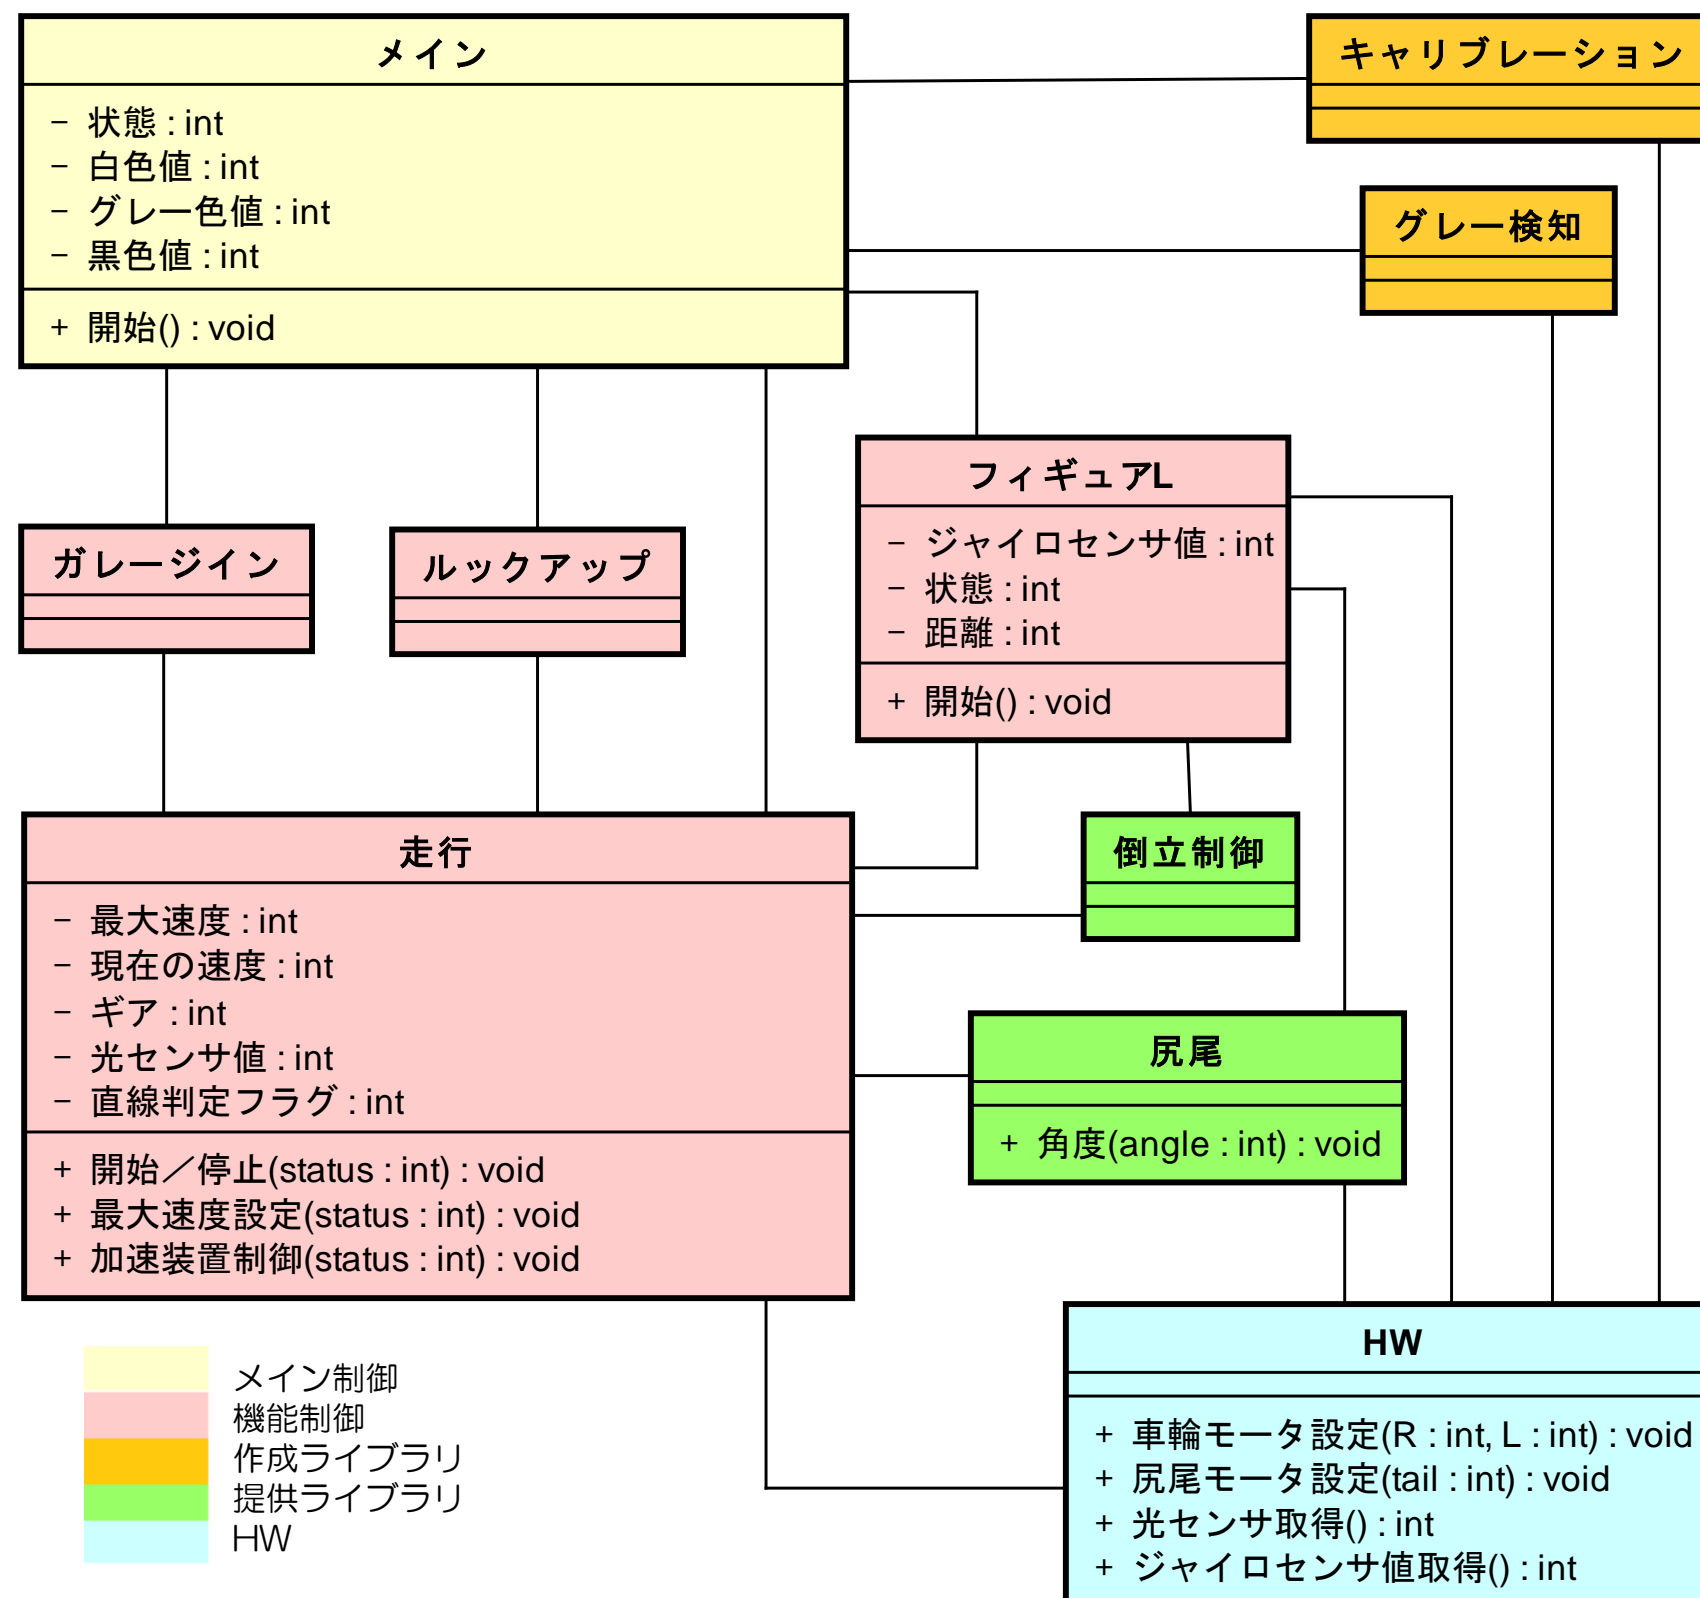 メイン
− 状態 : int
− 白色値 : int
− グレー色値 : int
− 黒色値 : int
+ 開始() : void
キャリブレーション
グレー検知
フィギュアL
− ジャイロセンサ値 : int
− 状態 : int
− 距離 : int
+ 開始() : void
ガレージイン
ルックアップ
走行
− 最大速度 : int
− 現在の速度 : int
− ギア : int
− 光センサ値 : int
− 直線判定フラグ : int
+ 開始／停止(status : int) : void
+ 最大速度設定(status : int) : void
+ 加速装置制御(status : int) : void
倒立制御
尻尾
+ 角度(angle : int) : void
HW
+ 車輪モータ設定(R : int, L : int) : void
+ 尻尾モータ設定(tail : int) : void
+ 光センサ取得() : int
+ ジャイロセンサ値取得() : int
メイン制御
機能制御
作成ライブラリ
提供ライブラリ
HW